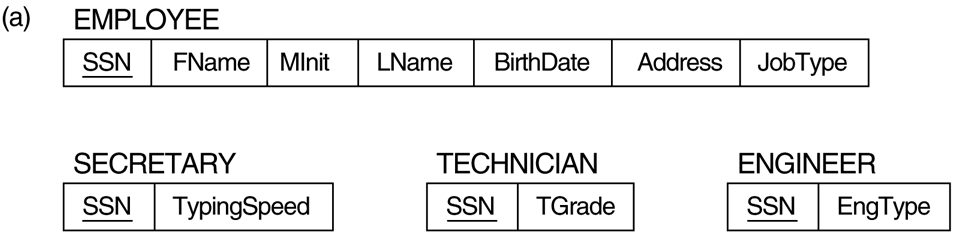 (a) EMPLOYEE
SSN FName MInit LName BirthDate Address JobType
SECRETARY TECHNICIAN ENGINEER
SSN TypingSpeed SSN TGrade SSN EngType